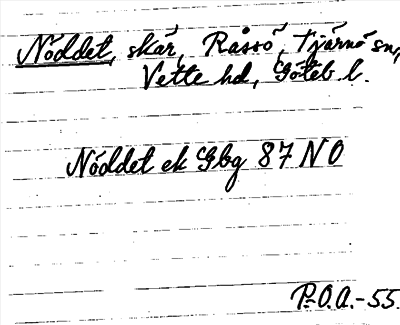 Nöddet, skär, Råssö, Tjärnö sn,
Vette hd, Göteb. l.
Nöddet ek Gbg 87 NO
P.O.A.-55.